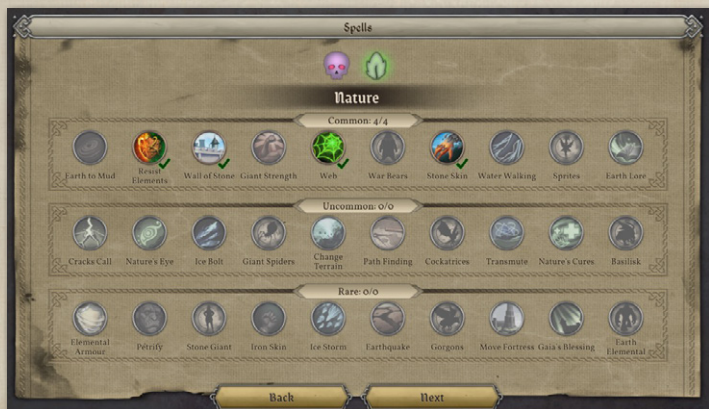 Spells
Nature
Common: 4/4
Earth to Mud
Resist Elements
Wall of Stone
Giant Strength
Web
War Bears
Stone Skin
Water Walking
Sprites
Earth Lore
Uncommon: 0/0
Cracks Call
Nature's Eye
Ice Bolt
Giant Spiders
Change Terrain
Path Finding
Cockatrices
Transmute
Nature's Cures
Basilisk
Rare: 0/0
Elemental Armour
Petrify
Stone Giant
Iron Skin
Ice Storm
Earthquake
Gorgons
Move Fortress
Gaia's Blessing
Earth Elemental
Back
Next